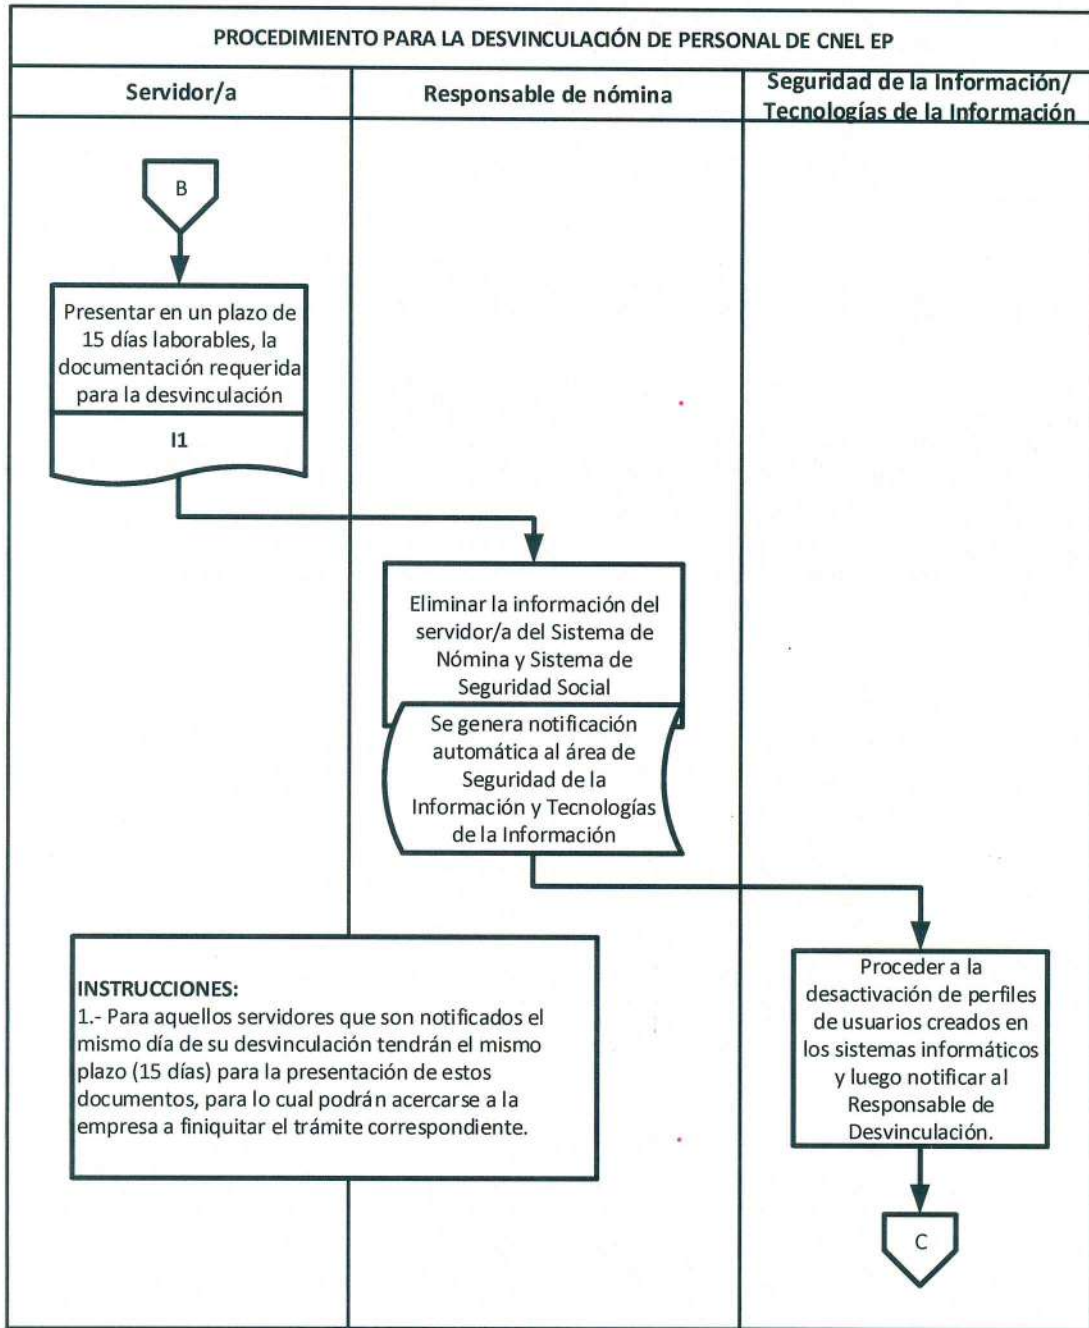 PROCEDIMIENTO PARA LA DESVINCULACIÓN DE PERSONAL DE CNEL EP
Servidor/a
Responsable de nómina
Seguridad de la Información/
Tecnologías de la Información
B
Presentar en un plazo de
15 días laborables, la
documentación requerida
para la desvinculación
I1
Eliminar la información del
servidor/a del Sistema de
Nómina y Sistema de
Seguridad Social
Se genera notificación
automática al área de
Seguridad de la
Información y Tecnologías
de la Información
INSTRUCCIONES:
1.- Para aquellos servidores que son notificados el
mismo día de su desvinculación tendrán el mismo
plazo (15 días) para la presentación de estos
documentos, para lo cual podrán acercarse a la
empresa a finiquitar el trámite correspondiente.
Proceder a la
desactivación de perfiles
de usuarios creados en
los sistemas informáticos
y luego notificar al
Responsable de
Desvinculación.
C